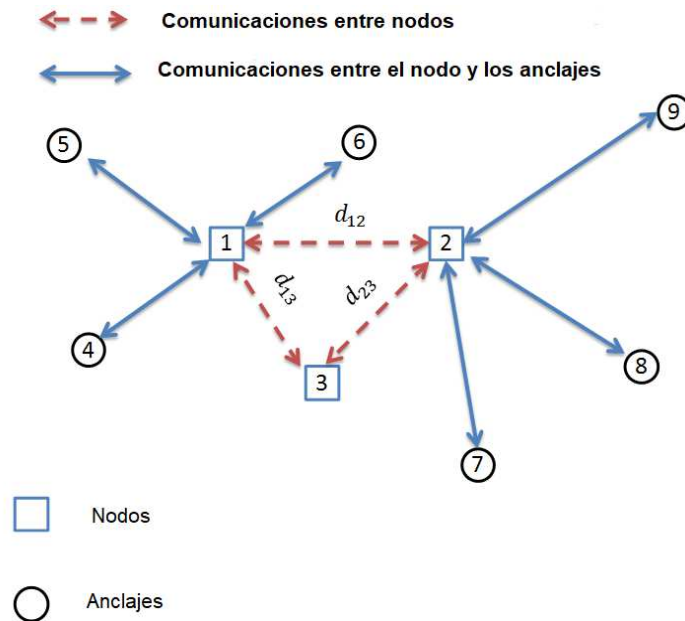 Comunicaciones entre nodos
Comunicaciones entre el nodo y los anclajes
9
5
6
d12
1
2
d13
d23
4
3
8
7
Nodos
Anclajes